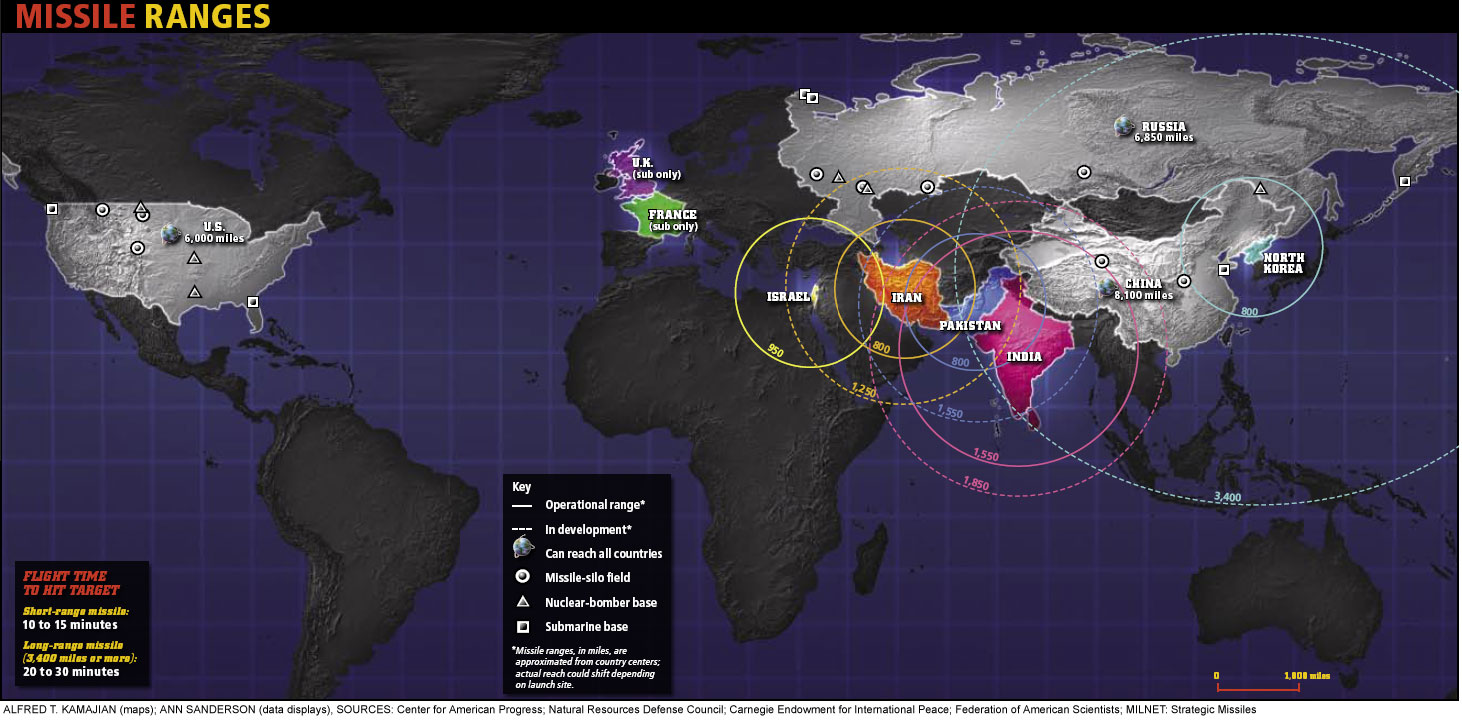 MISSILE RANGES
RUSSIA
6,850 miles
U.K.
(sub only)
FRANCE
(sub only)
U.S.
6,000 miles
NORTH
KOREA
CHINA
8,100 miles
ISRAEL
IRAN
PAKISTAN
INDIA
800
950
800
800
1,250
1,550
1,550
1,850
3,400
Key
Operational range*
In development*
Can reach all countries
Missile-silo field
Nuclear-bomber base
Submarine base
*Missile ranges, in miles, are
approximated from country centers;
actual reach could shift depending
on launch site.
FLIGHT TIME
TO HIT TARGET
Short-range missile:
10 to 15 minutes
Long-range missile
(3,400 miles or more):
20 to 30 minutes
0 1,800 miles
ALFRED T. KAMAJIAN (maps); ANN SANDERSON (data displays), SOURCES: Center for American Progress; Natural Resources Defense Council; Carnegie Endowment for International Peace; Federation of American Scientists; MILNET: Strategic Missiles